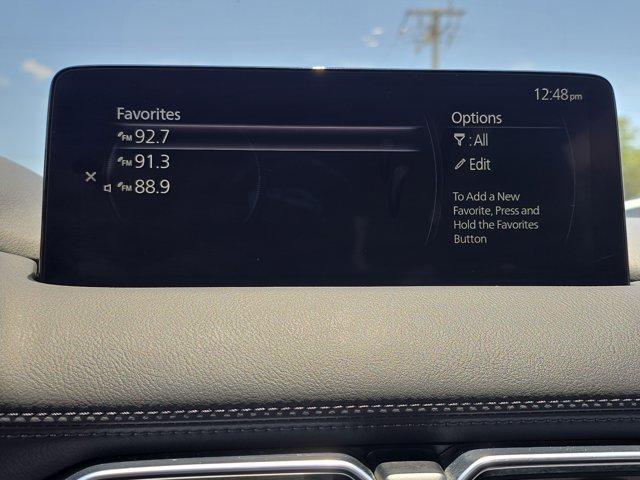 12:48pm
Favorites
FM 92.7
FM 91.3
FM 88.9
Options
: All
Edit
To Add a New
Favorite, Press and
Hold the Favorites
Button